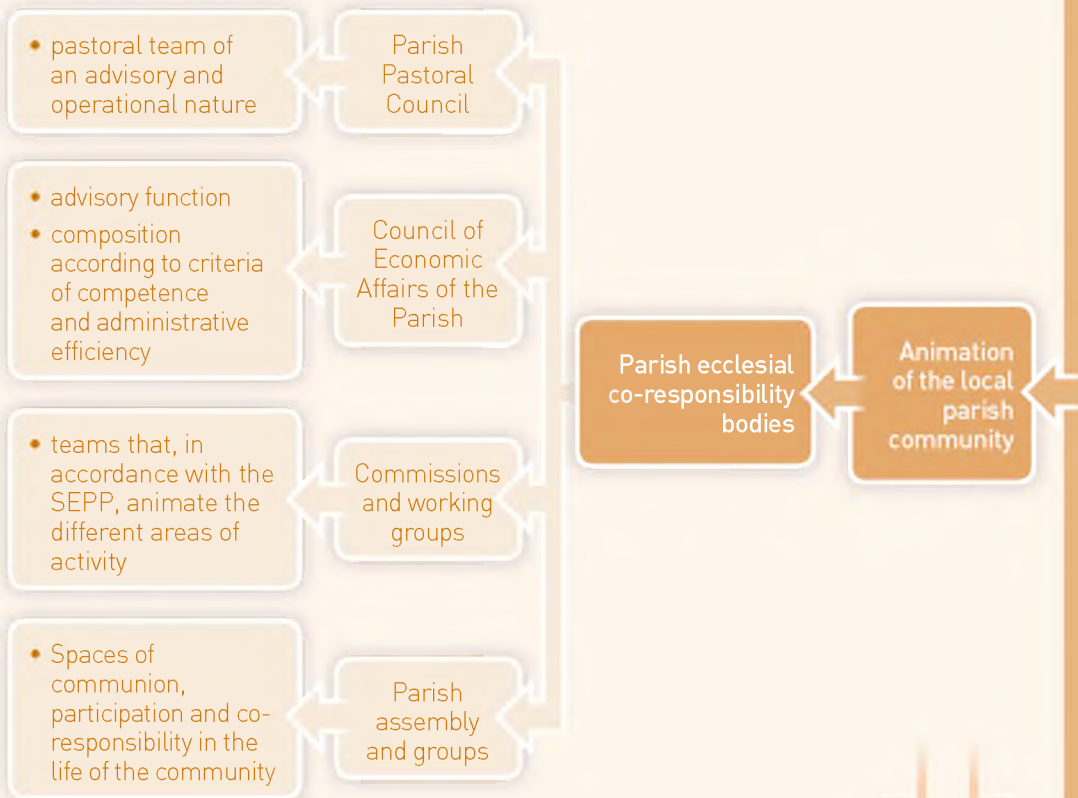 • pastoral team of
an advisory and
operational nature
Parish
Pastoral
Council
• advisory function
• composition
according to criteria
of competence
and administrative
efficiency
Council of
Economic
Affairs of the
Parish
Parish ecclesial
co-responsibility
bodies
Animation
of the local
parish
community
• teams that, in
accordance with the
SEPP, animate the
different areas of
activity
Commissions
and working
groups
• Spaces of
communion,
participation and co-
responsibility in the
life of the community
Parish
assembly
and groups